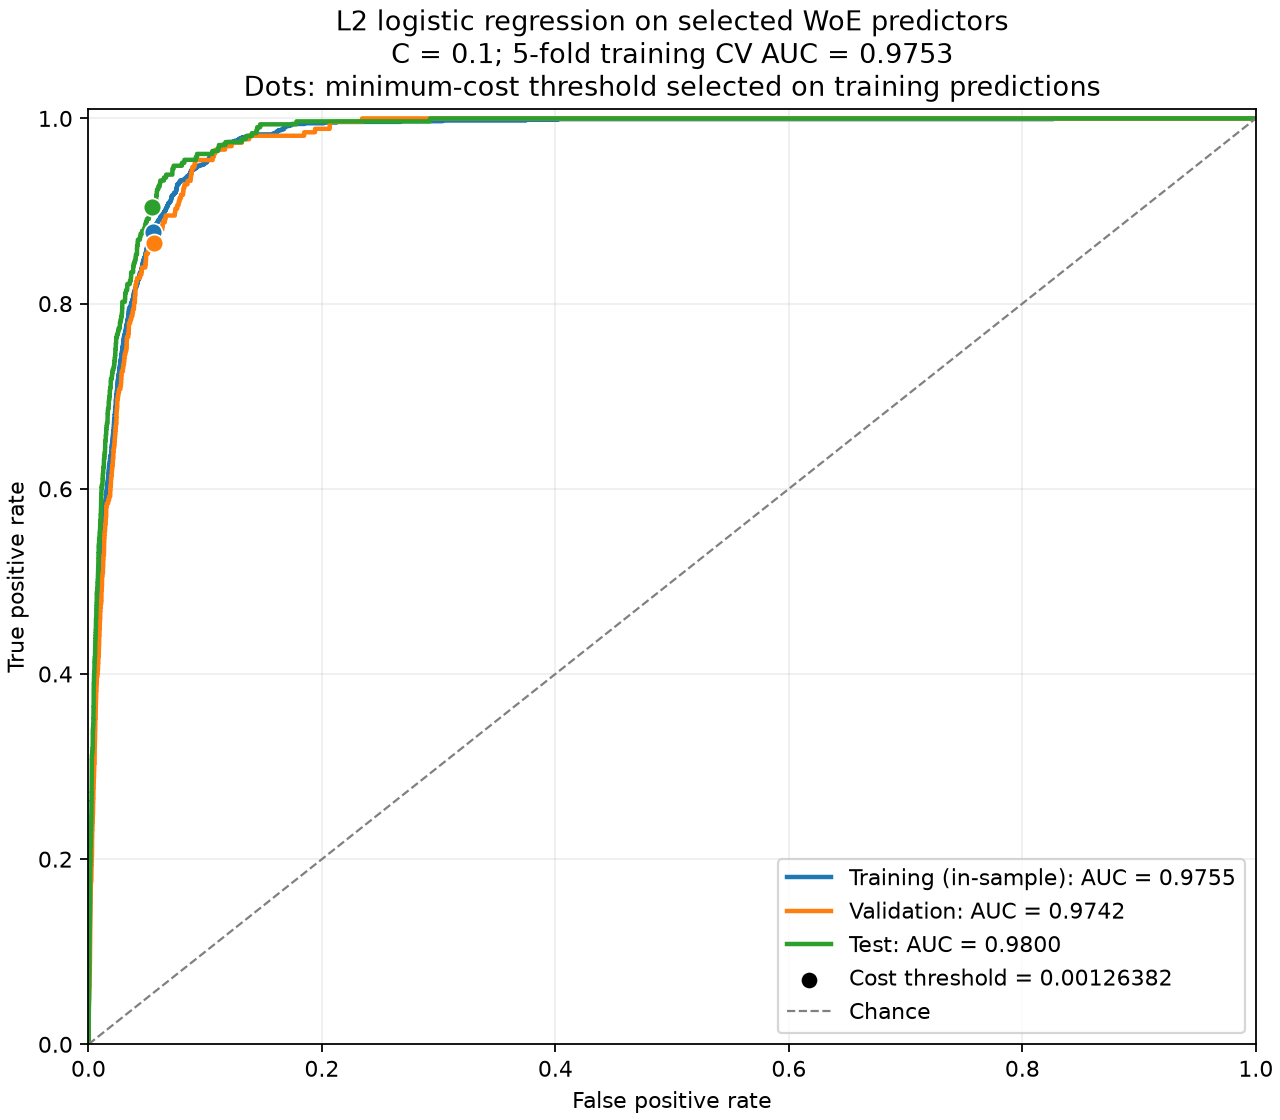 L2 logistic regression on selected WoE predictors
C = 0.1; 5-fold training CV AUC = 0.9753
Dots: minimum-cost threshold selected on training predictions
True positive rate
1.0
0.8
0.6
0.4
0.2
0.0
0.0
0.2
0.4
0.6
0.8
1.0
False positive rate
Training (in-sample): AUC = 0.9755
Validation: AUC = 0.9742
Test: AUC = 0.9800
Cost threshold = 0.00126382
Chance